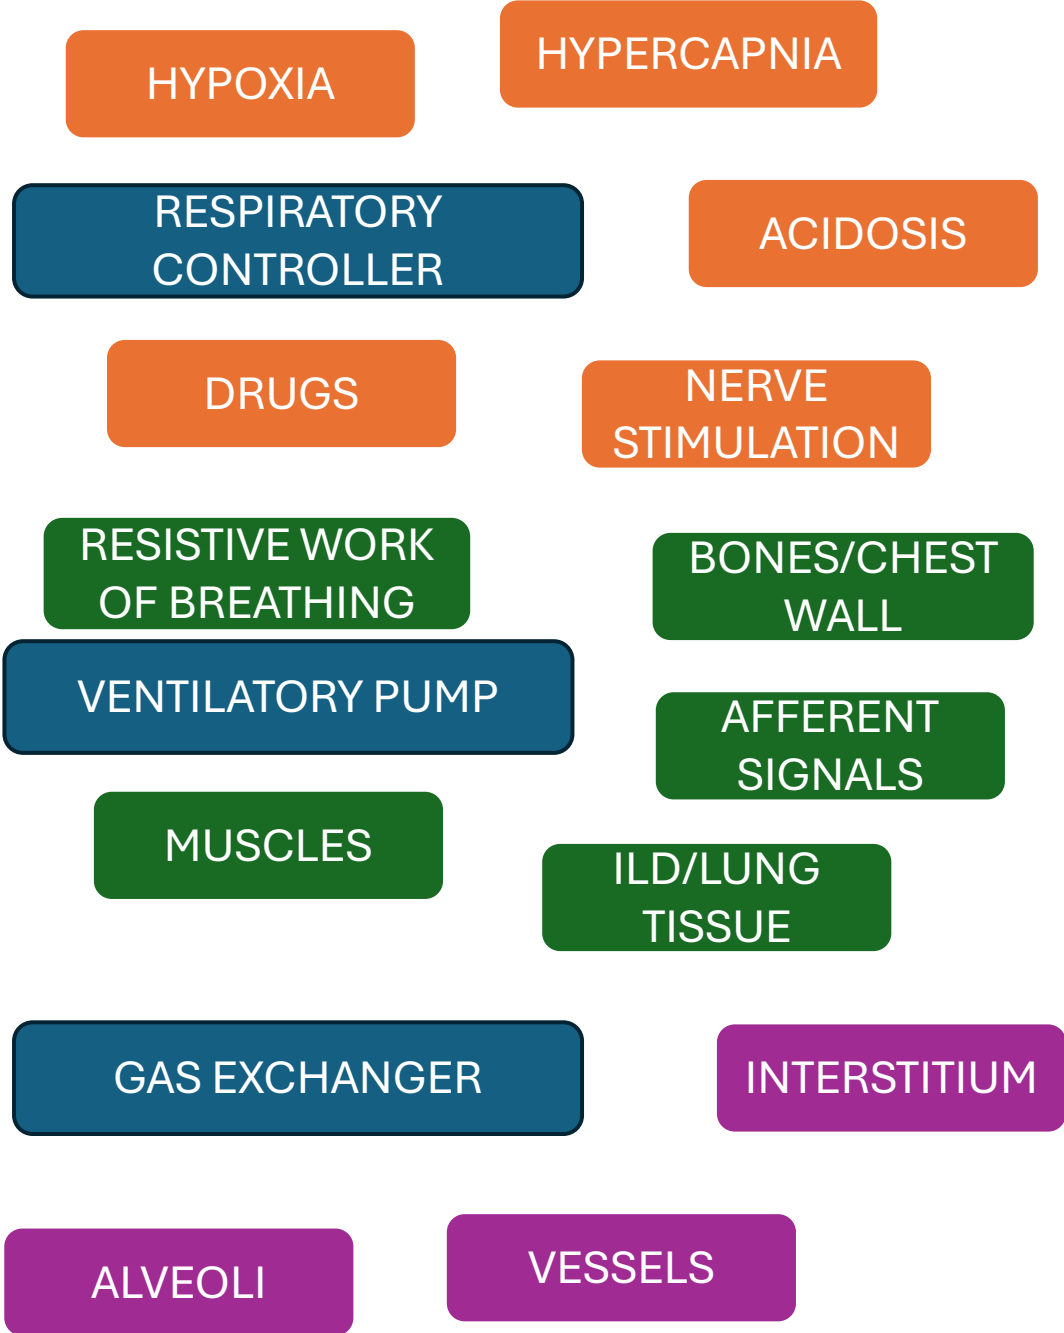 HYPOXIA
HYPERCAPNIA
RESPIRATORY
CONTROLLER
ACIDOSIS
DRUGS
NERVE
STIMULATION
RESISTIVE WORK
OF BREATHING
BONES/CHEST
WALL
VENTILATORY PUMP
AFFERENT
SIGNALS
MUSCLES
ILD/LUNG
TISSUE
GAS EXCHANGER
INTERSTITIUM
ALVEOLI
VESSELS